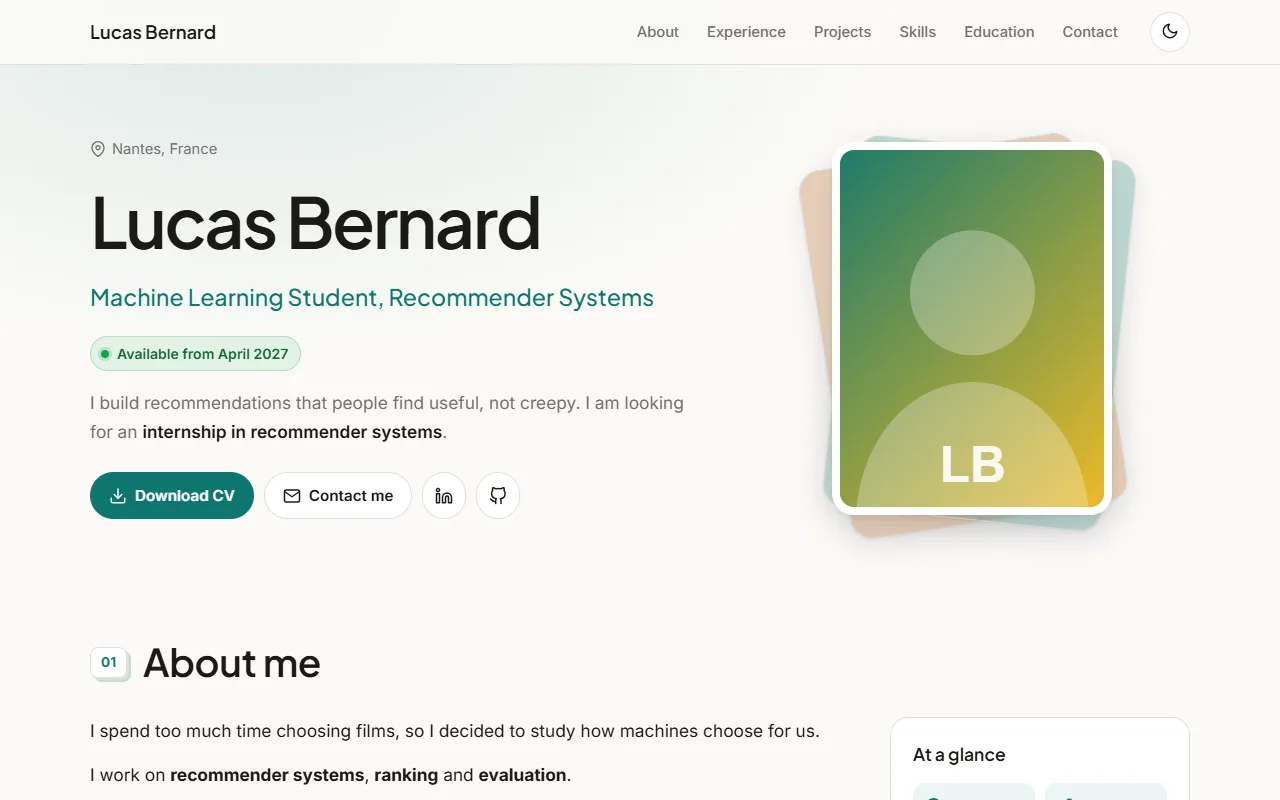 Lucas Bernard
About
Experience
Projects
Skills
Education
Contact
Nantes, France
Lucas Bernard
Machine Learning Student, Recommender Systems
Available from April 2027
I build recommendations that people find useful, not creepy. I am looking
for an internship in recommender systems.
Download CV
Contact me
LB
01
About me
I spend too much time choosing films, so I decided to study how machines choose for us.
I work on recommender systems, ranking and evaluation.
At a glance